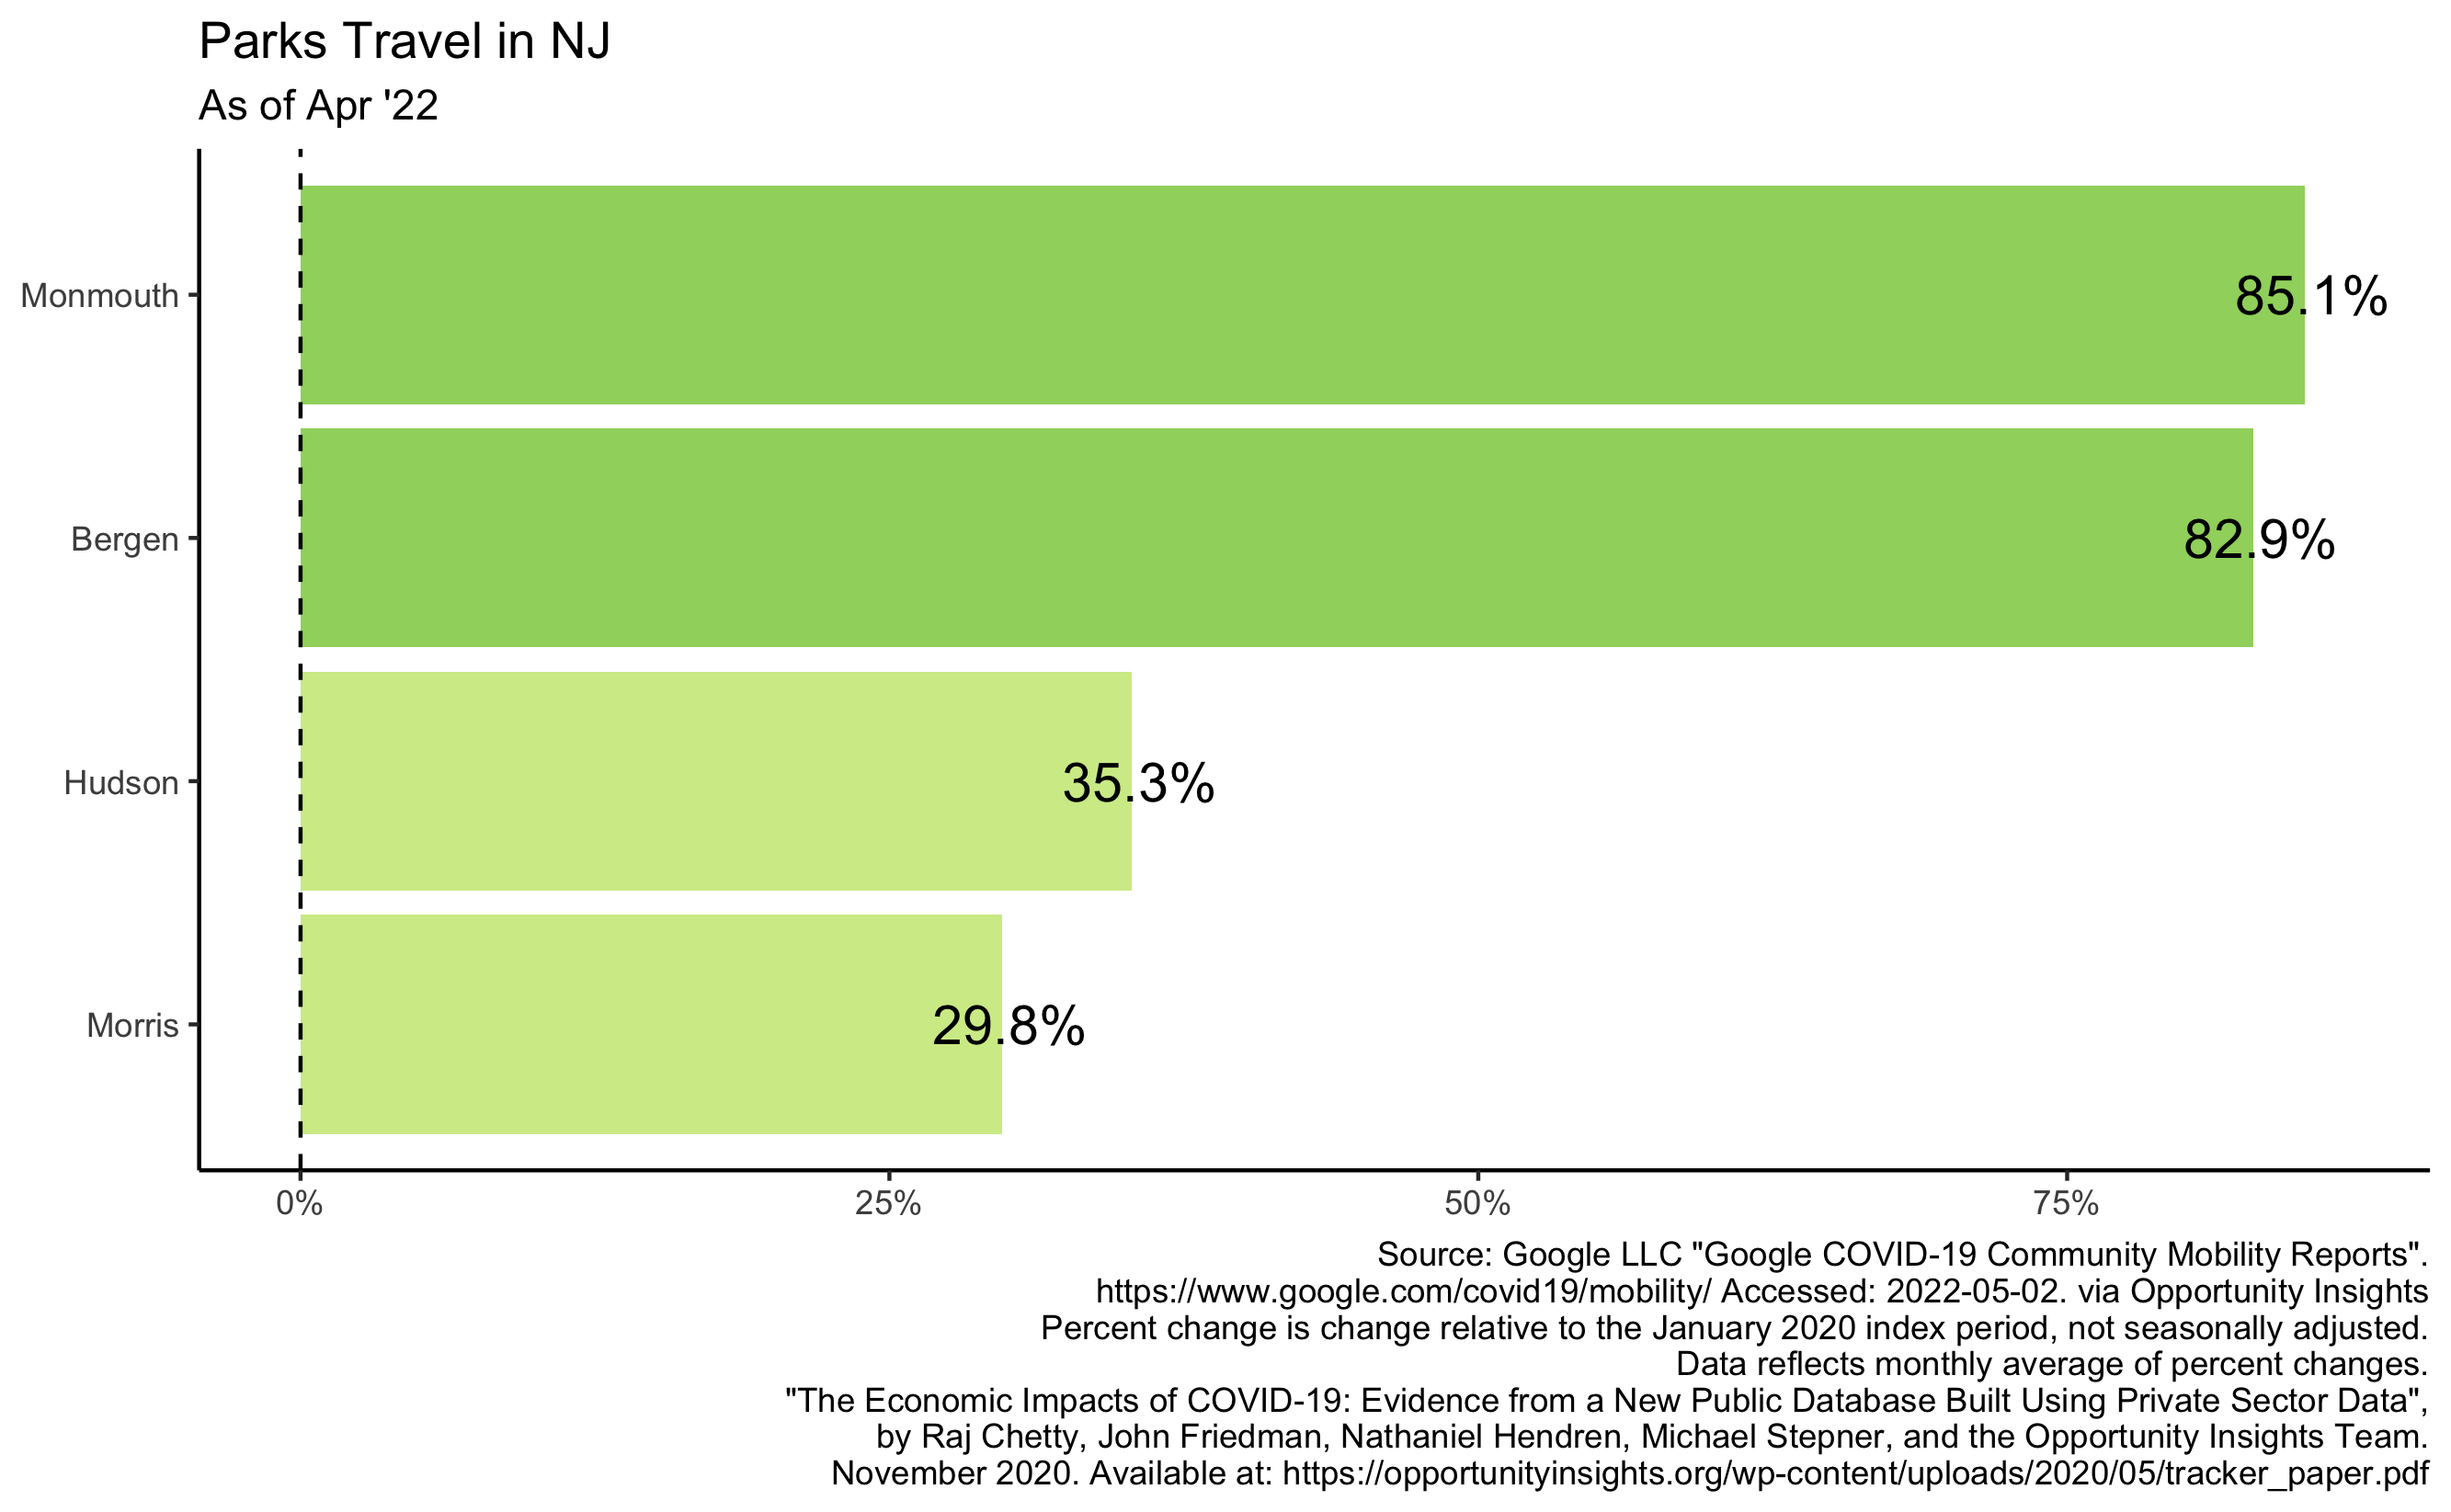 Parks Travel in NJ
As of Apr '22
Monmouth
85.1%
Bergen
82.9%
Hudson
35.3%
Morris
29.8%
0%
25%
50%
75%
Source: Google LLC "Google COVID-19 Community Mobility Reports".
https://www.google.com/covid19/mobility/ Accessed: 2022-05-02. via Opportunity Insights
Percent change is change relative to the January 2020 index period, not seasonally adjusted.
Data reflects monthly average of percent changes.
"The Economic Impacts of COVID-19: Evidence from a New Public Database Built Using Private Sector Data",
by Raj Chetty, John Friedman, Nathaniel Hendren, Michael Stepner, and the Opportunity Insights Team.
November 2020. Available at: https://opportunityinsights.org/wp-content/uploads/2020/05/tracker_paper.pdf